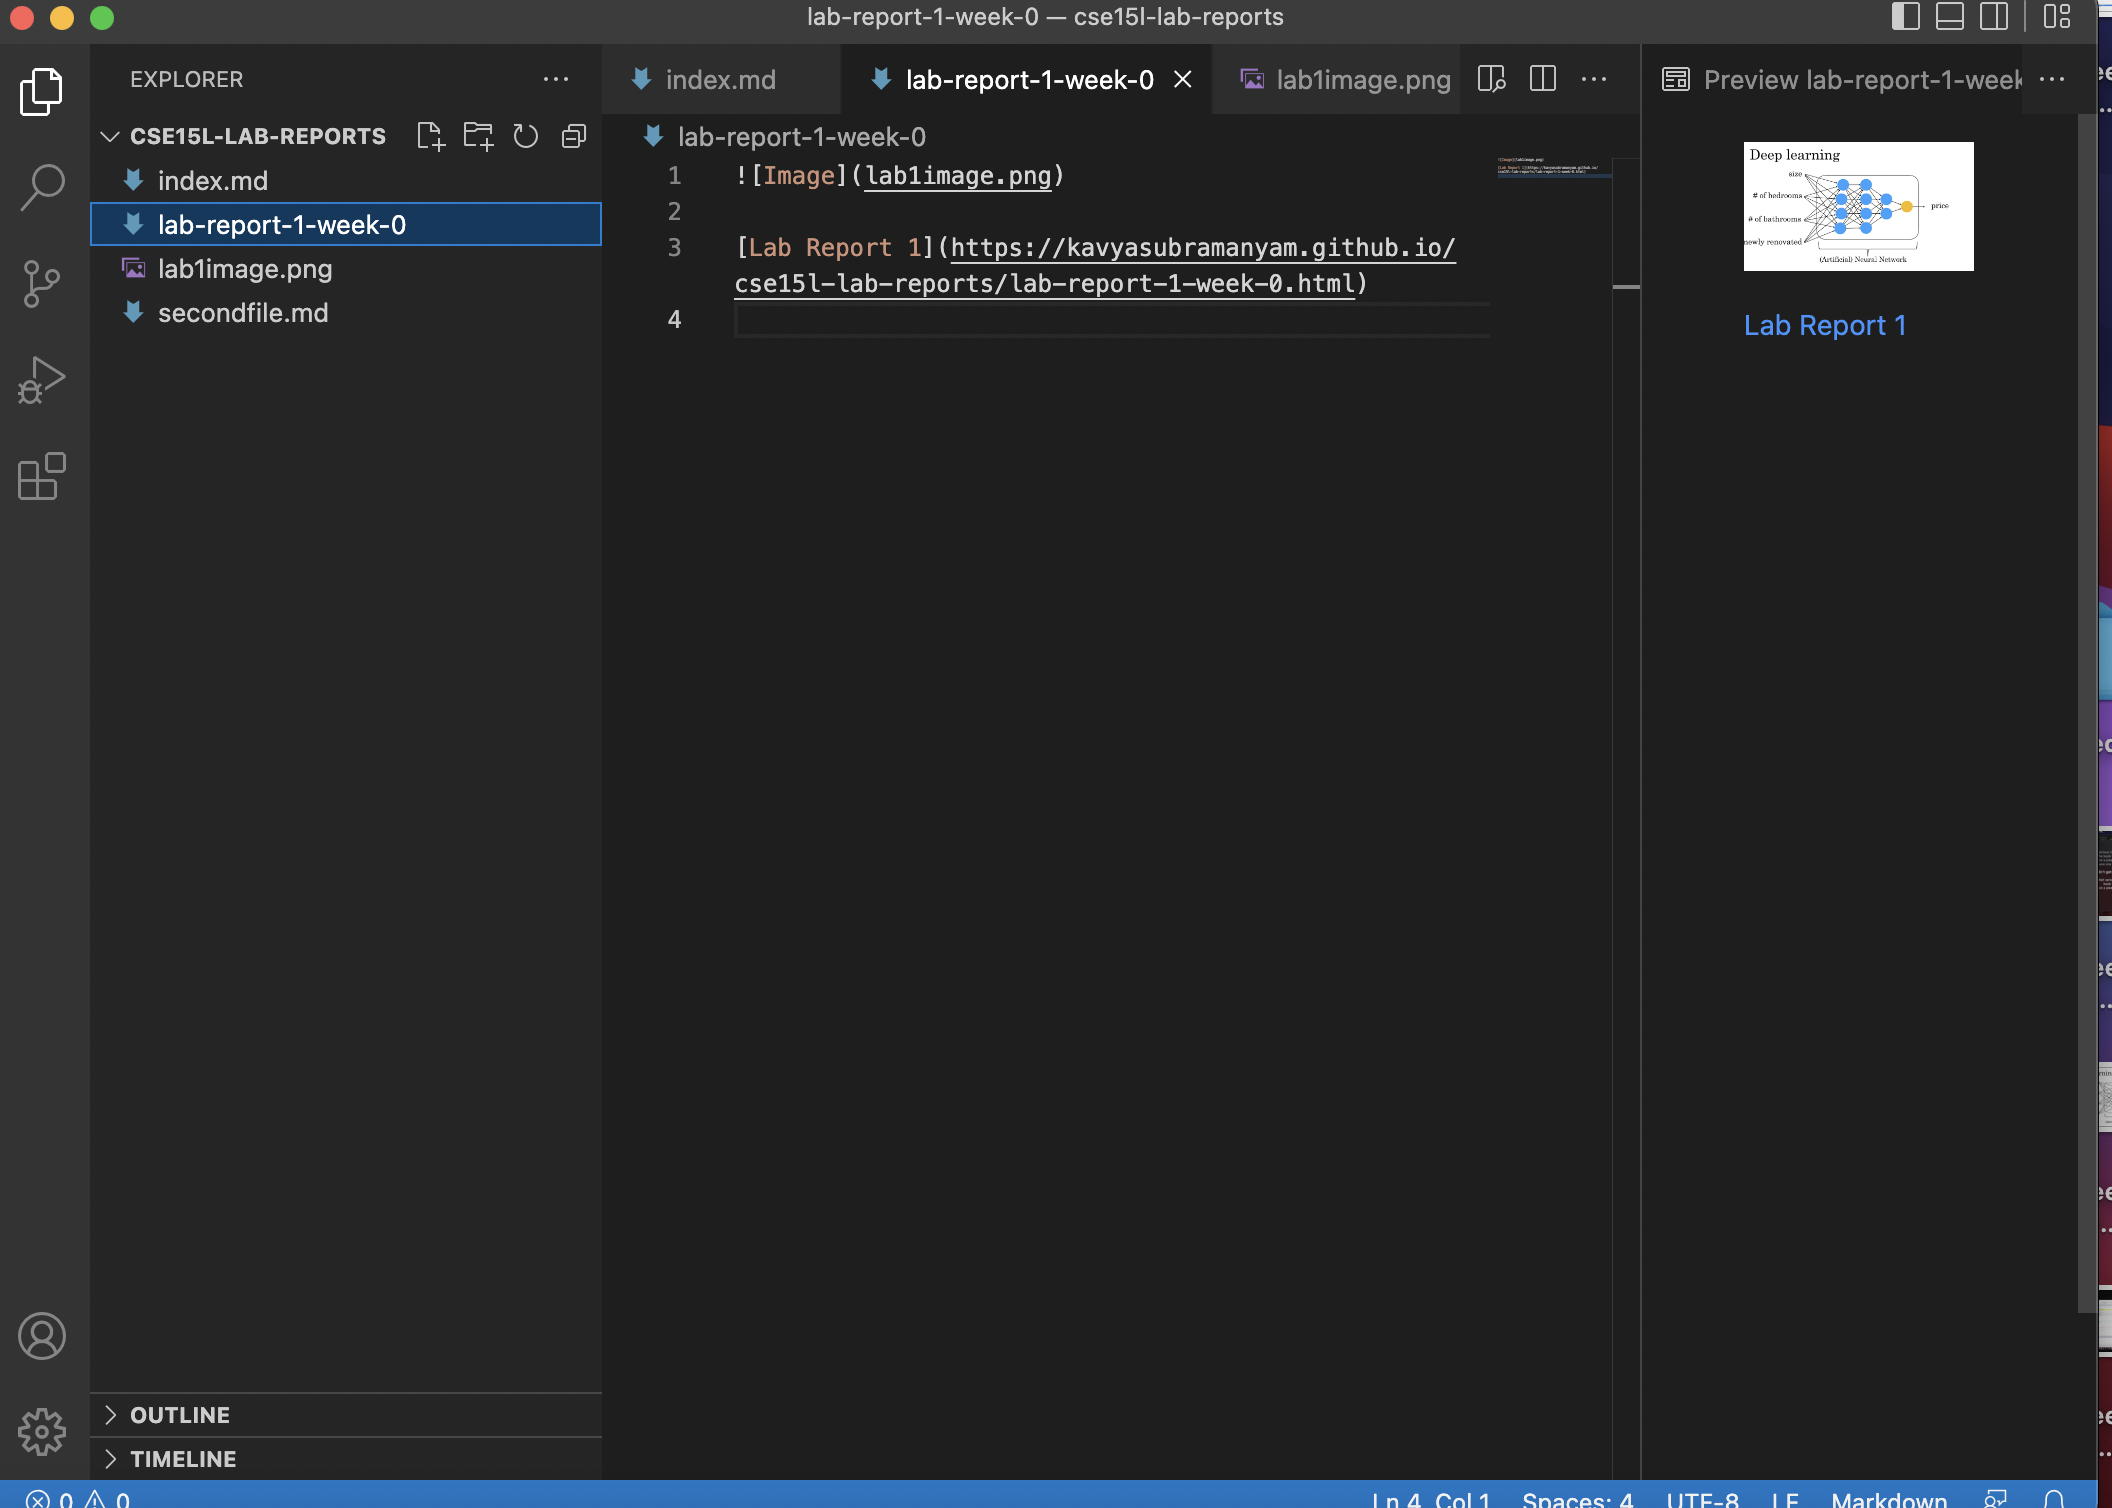 lab-report-1-week-0 — cse15l-lab-reports
EXPLORER
CSE15L-LAB-REPORTS
index.md
lab-report-1-week-0
lab1image.png
secondfile.md
OUTLINE
TIMELINE
index.md
lab-report-1-week-0
lab1image.png
lab-report-1-week-0
1 ![Image](lab1image.png)
2
3 [Lab Report 1](https://kavyasubramanyam.github.io/
cse15l-lab-reports/lab-report-1-week-0.html)
4
Preview lab-report-1-week
Deep learning
size
# of bedrooms
# of bathrooms
newly renovated
price
(Artificial) Neural Network
Lab Report 1
0 0
Ln 4, Col 1 Spaces: 4 UTF-8 LF Markdown